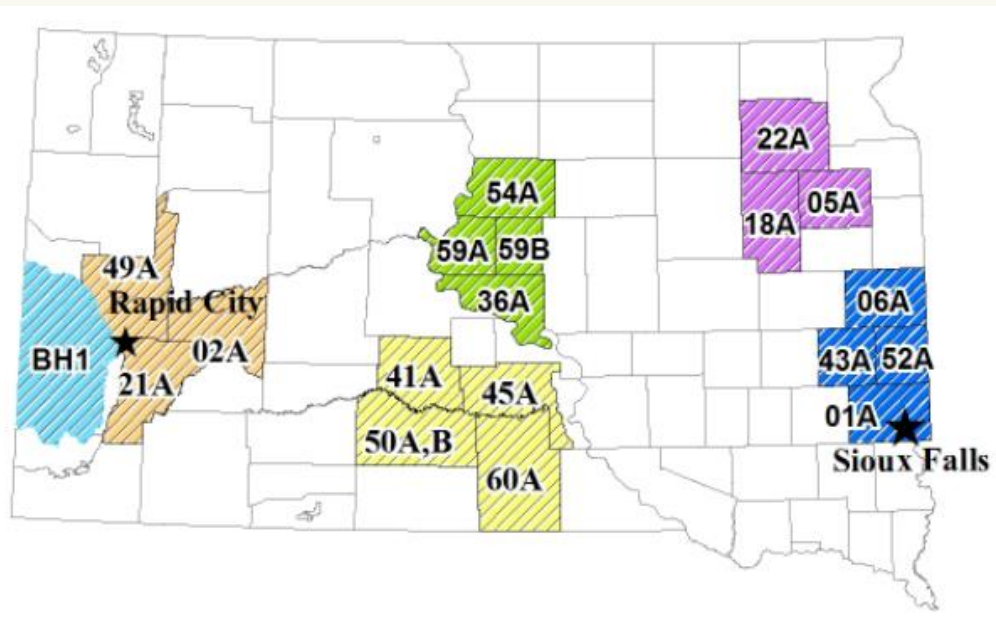 22A
54A
05A
18A
59A
59B
49A
36A
06A
Rapid City
BH1
02A
21A
41A
45A
43A
52A
01A
50A,B
Sioux Falls
60A